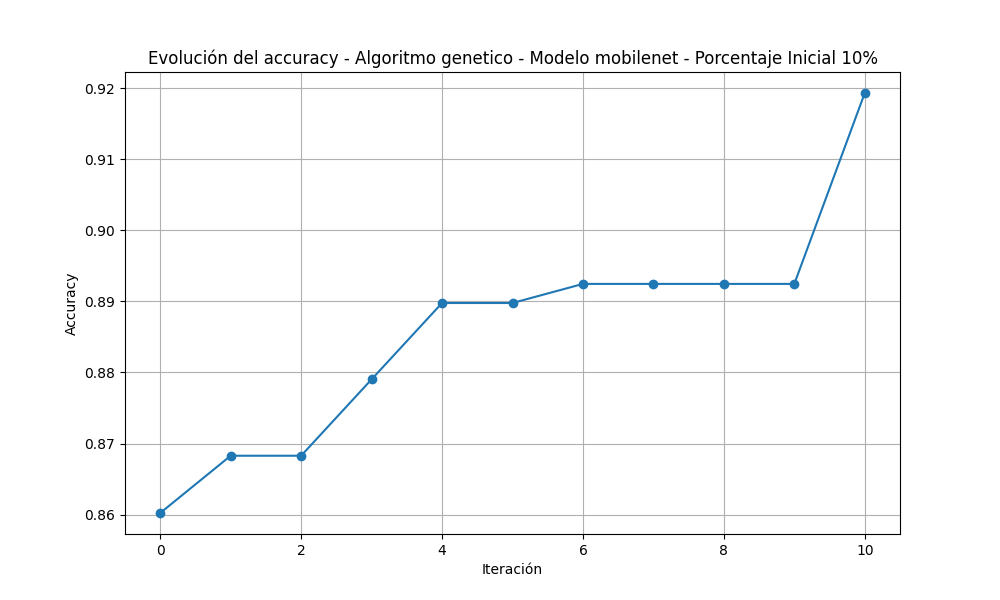 Evolución del accuracy - Algoritmo genetico - Modelo mobilenet - Porcentaje Inicial 10%
0.92
0.91
0.90
0.89
0.88
0.87
0.86
Accuracy
0 2 4 6 8 10
Iteración